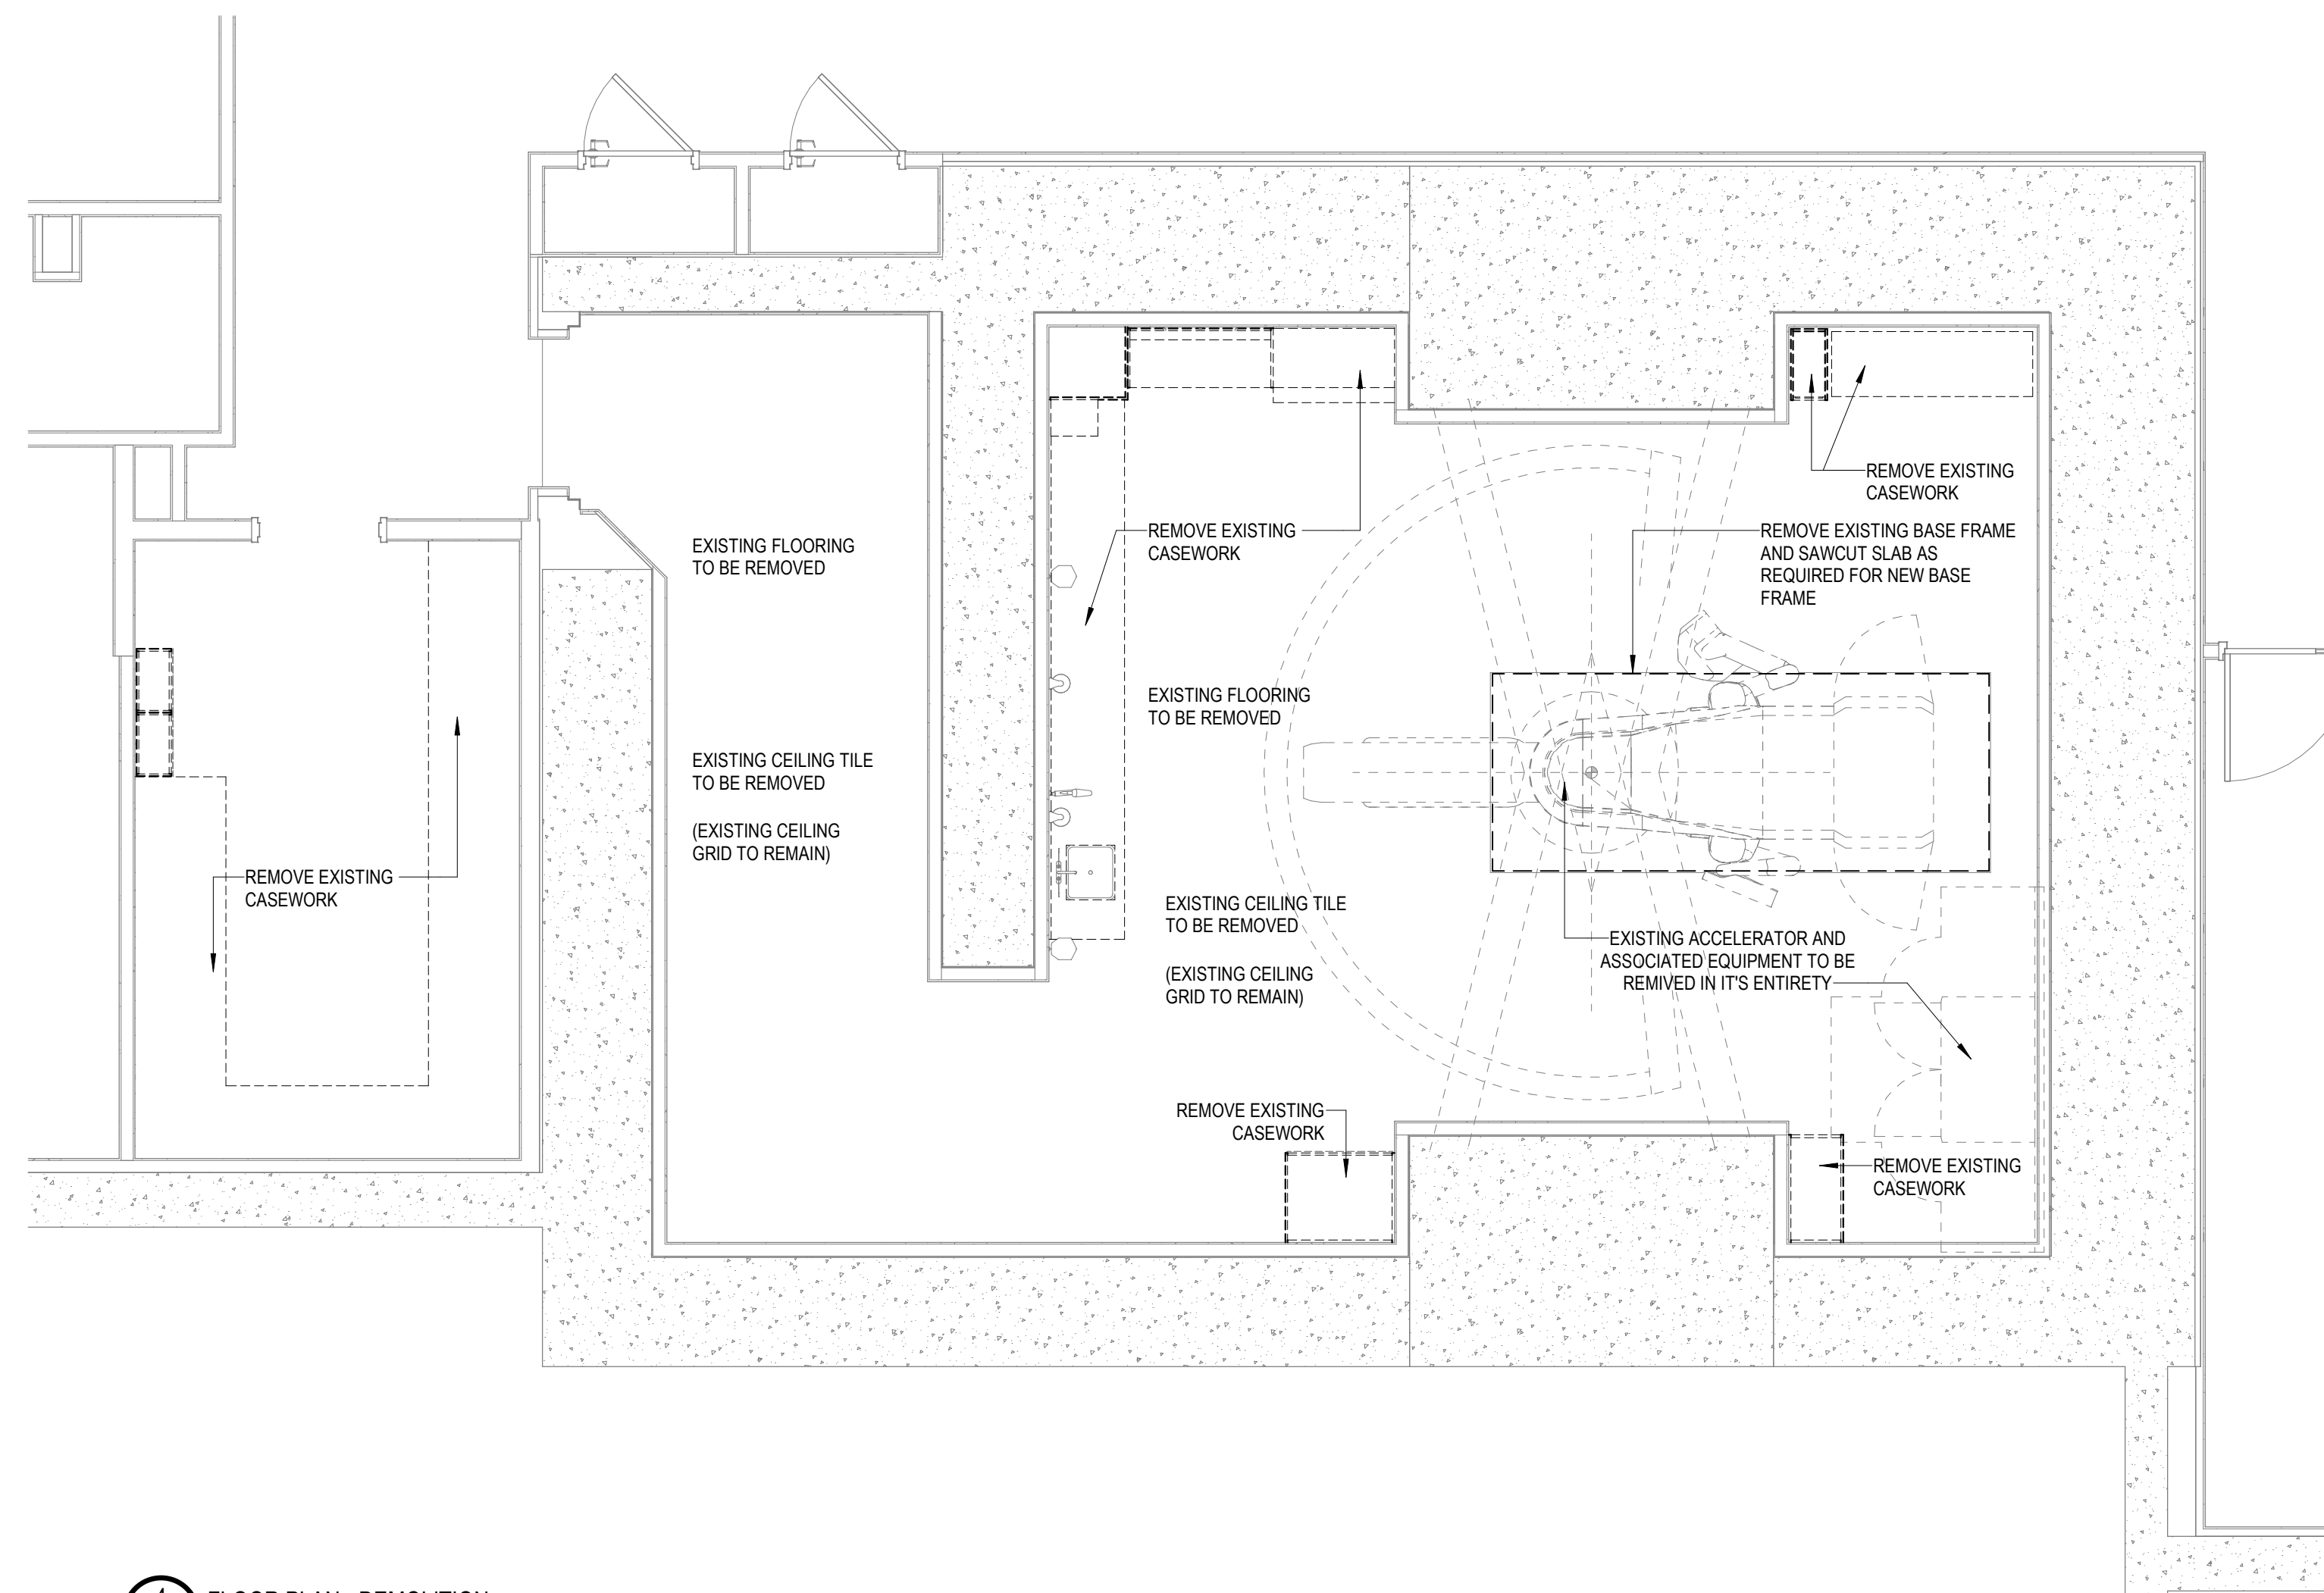 REMOVE EXISTING
CASEWORK
EXISTING FLOORING
TO BE REMOVED
EXISTING CEILING TILE
TO BE REMOVED
(EXISTING CEILING
GRID TO REMAIN)
REMOVE EXISTING
CASEWORK
EXISTING FLOORING
TO BE REMOVED
EXISTING CEILING TILE
TO BE REMOVED
(EXISTING CEILING
GRID TO REMAIN)
REMOVE EXISTING
CASEWORK
REMOVE EXISTING
CASEWORK
REMOVE EXISTING BASE FRAME
AND SAWCUT SLAB AS
REQUIRED FOR NEW BASE
FRAME
EXISTING ACCELERATOR AND
ASSOCIATED EQUIPMENT TO BE
REMIVED IN IT'S ENTIRETY
REMOVE EXISTING
CASEWORK
FLOOR PLAN - DEMOLITION